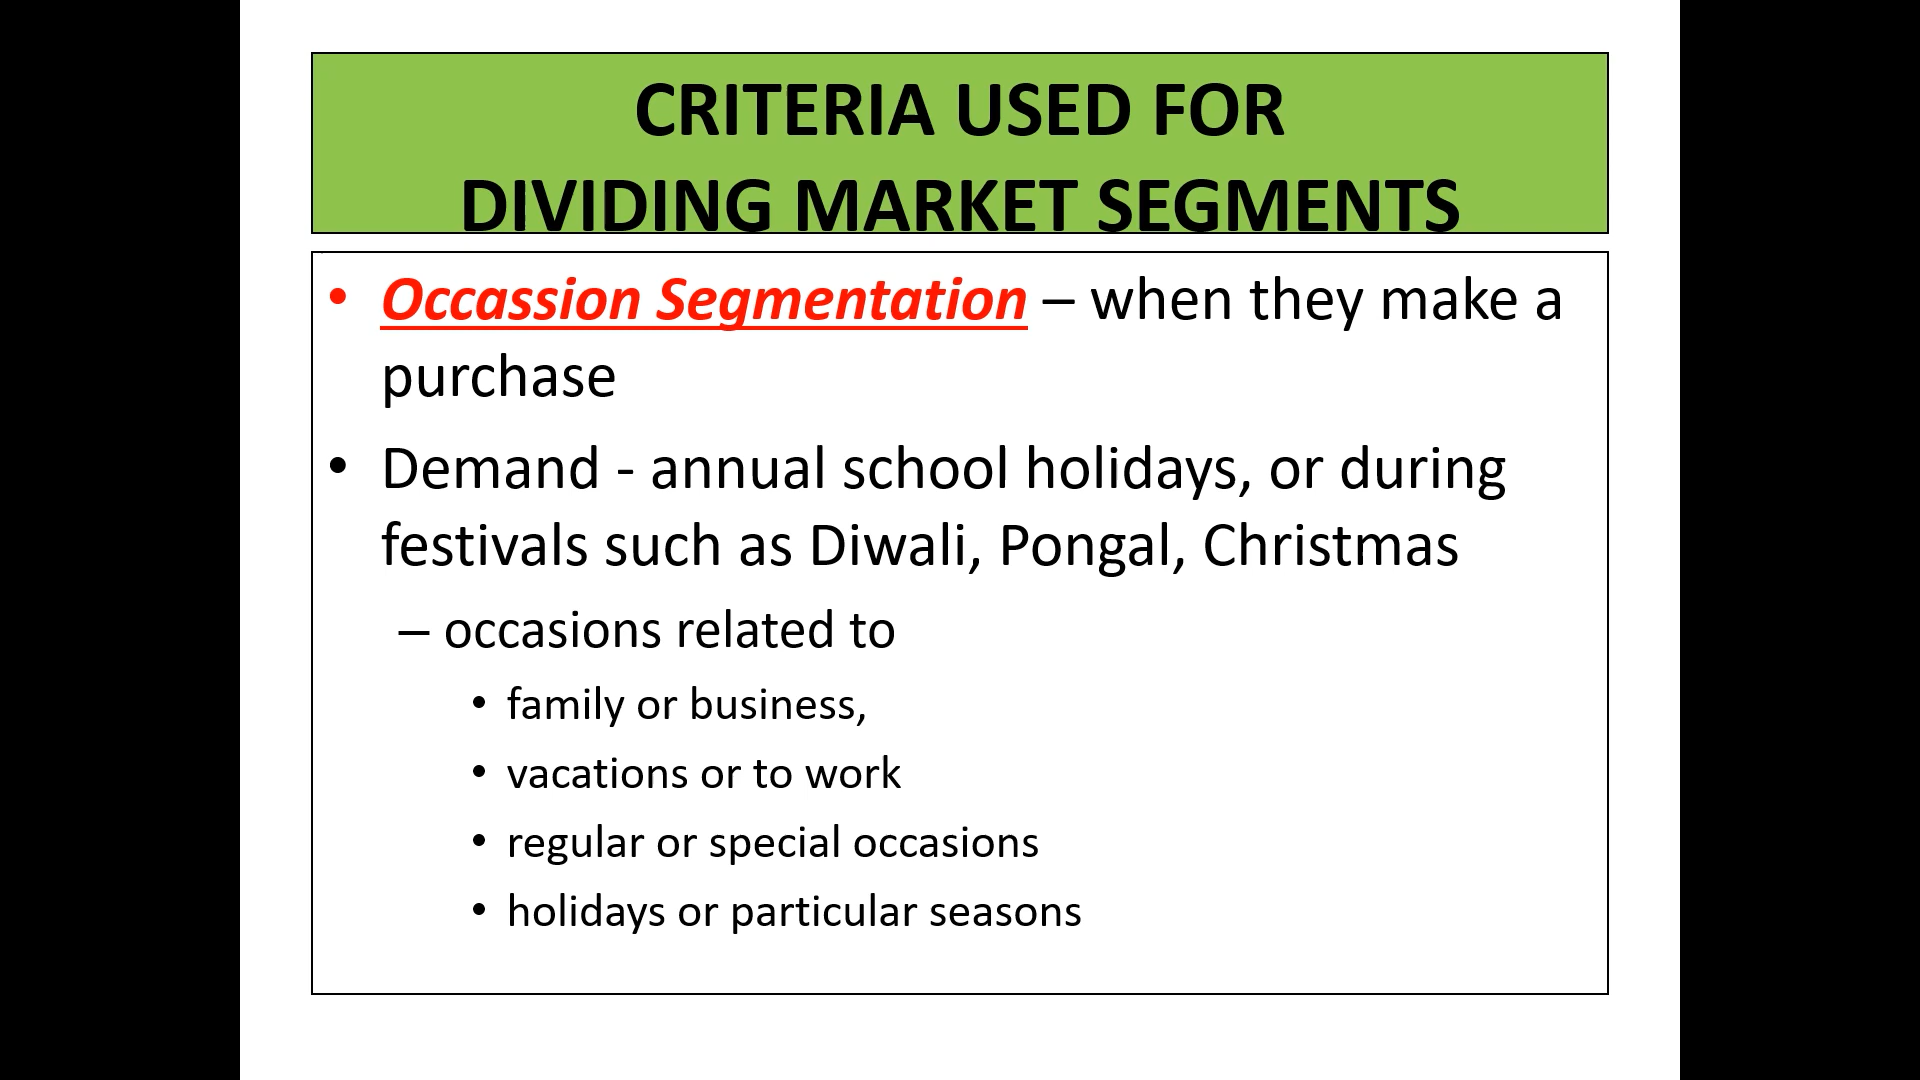 CRITERIA USED FOR
DIVIDING MARKET SEGMENTS
• Occassion Segmentation – when they make a
purchase
• Demand - annual school holidays, or during
festivals such as Diwali, Pongal, Christmas
– occasions related to
• family or business,
• vacations or to work
• regular or special occasions
• holidays or particular seasons